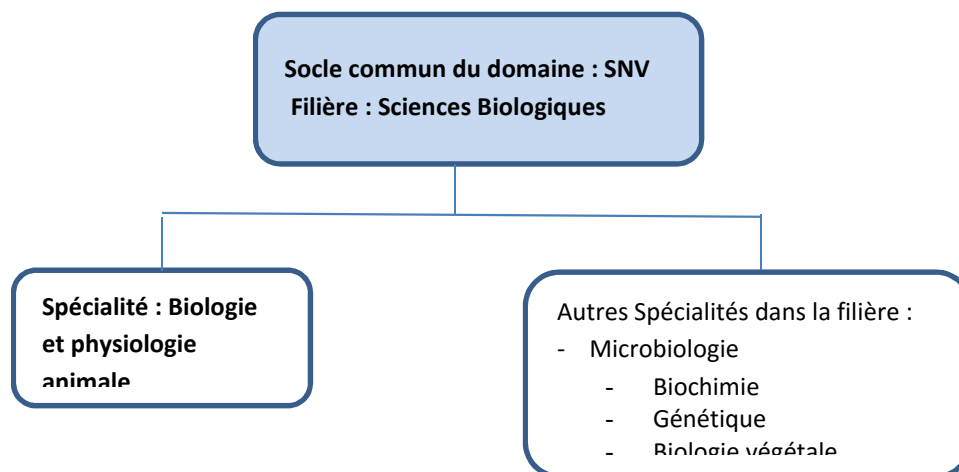 Socle commun du domaine : SNV
Filière : Sciences Biologiques
Spécialité : Biologie
et physiologie
animale
Autres Spécialités dans la filière :
- Microbiologie
- Biochimie
- Génétique
- Biologie végétale